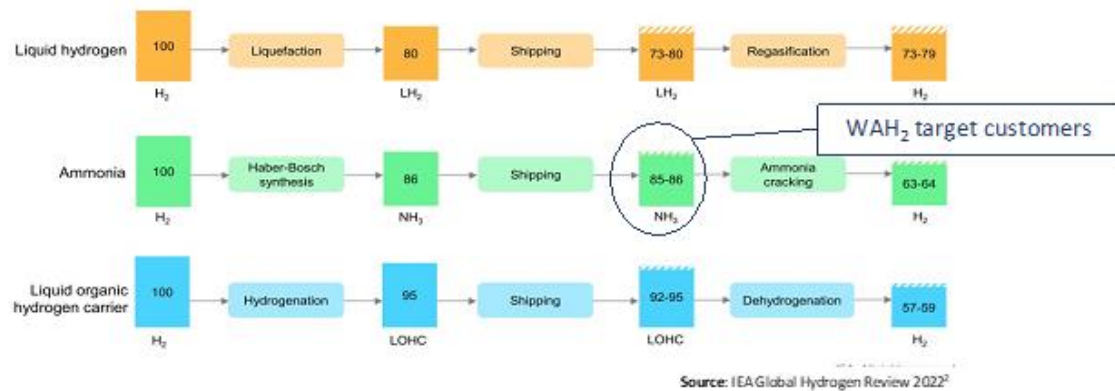 Liquid hydrogen
100
Liquefaction
80
Shipping
73-80
Regasification
73-79
H₂
LH₂
LH₂
H₂
WAH₂ target customers
Ammonia
100
Haber-Bosch
synthesis
86
Shipping
85-86
Ammonia
cracking
63-64
H₂
NH₃
NH₃
H₂
Liquid organic
hydrogen carrier
100
Hydrogenation
95
Shipping
92-95
Dehydrogenation
57-59
H₂
LOHC
LOHC
H₂
Source: IEA Global Hydrogen Review 2022²